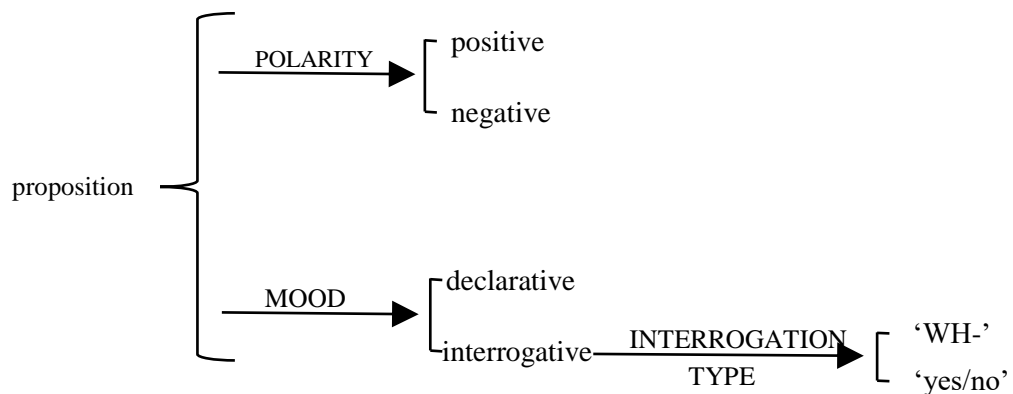 positive
POLARITY
negative
proposition
declarative
MOOD
interrogative
INTERROGATION
TYPE
‘WH-’
‘yes/no’